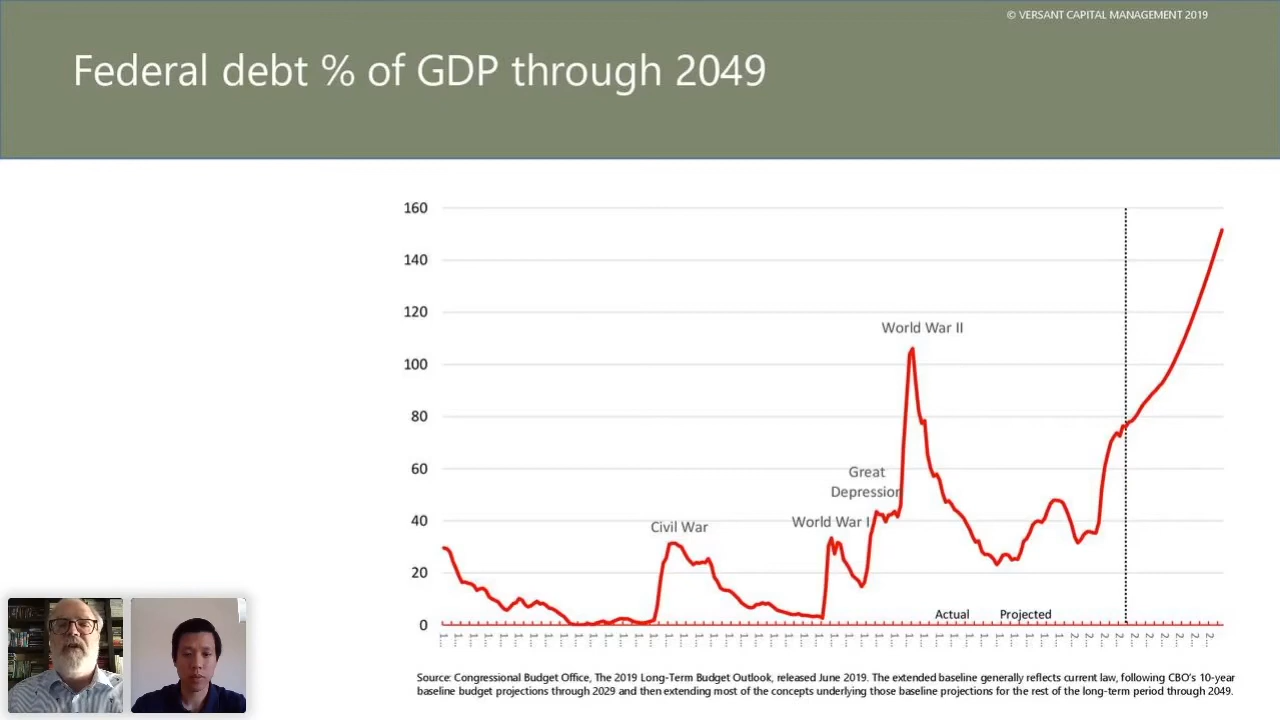 © VERSANT CAPITAL MANAGEMENT 2019
Federal debt % of GDP through 2049
160
140
120
100
80
60
40
20
0
World War II
Great
Depression
World War I
Civil War
Actual
Projected
Source: Congressional Budget Office, The 2019 Long-Term Budget Outlook, released June 2019. The extended baseline generally reflects current law, following CBO's 10-year
baseline budget projections through 2029 and then extending most of the concepts underlying those baseline projections for the rest of the long-term period through 2049.